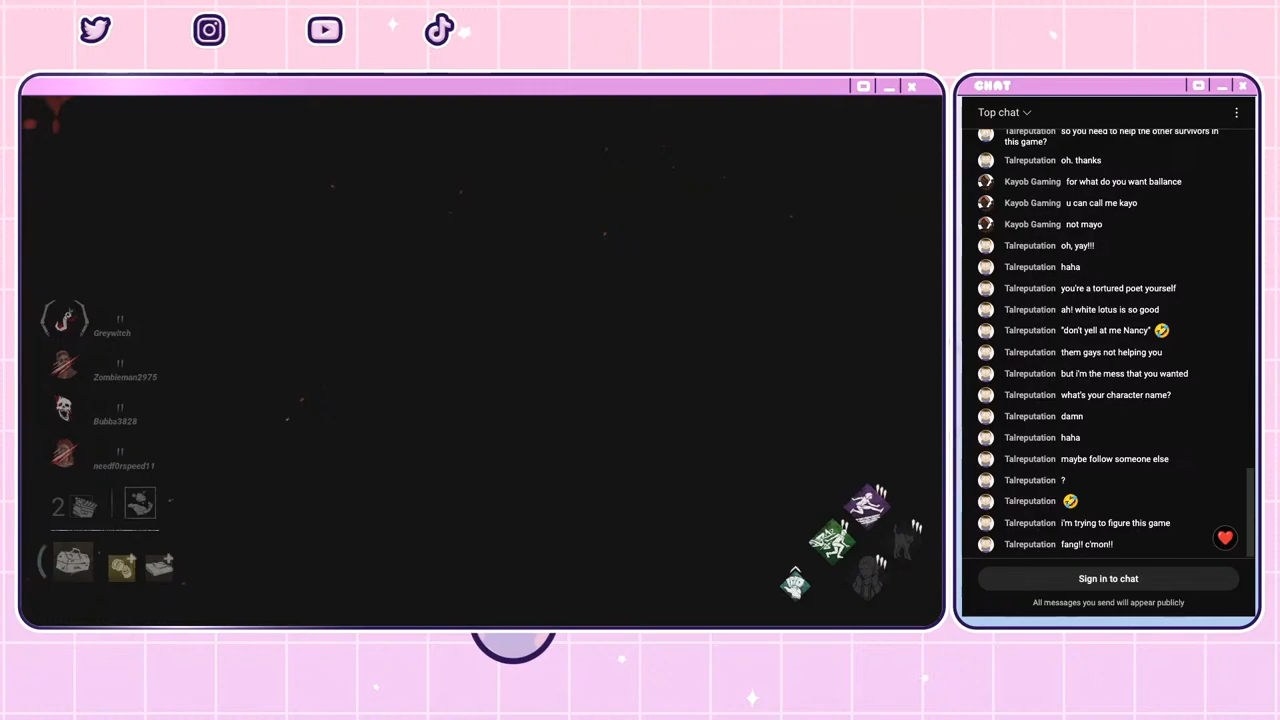 CHAT
Top chat
Talreputation so you need to help the other survivors in
this game?
Talreputation oh. thanks
Kayob Gaming for what do you want ballance
Kayob Gaming u can call me kayo
Kayob Gaming not mayo
Talreputation oh, yay!!!
Talreputation haha
Talreputation you're a tortured poet yourself
Talreputation ah! white lotus is so good
Talreputation "don't yell at me Nancy" 🤣
Talreputation them gays not helping you
Talreputation but i'm the mess that you wanted
Talreputation what's your character name?
Talreputation damn
Talreputation haha
Talreputation maybe follow someone else
Talreputation ?
Talreputation 🤣
Talreputation i'm trying to figure this game
Talreputation fang!! c'mon!!
Sign in to chat
All messages you send will appear publicly
Greywitch
Zombieman2975
Bubba3828
needf0rspeed11
2